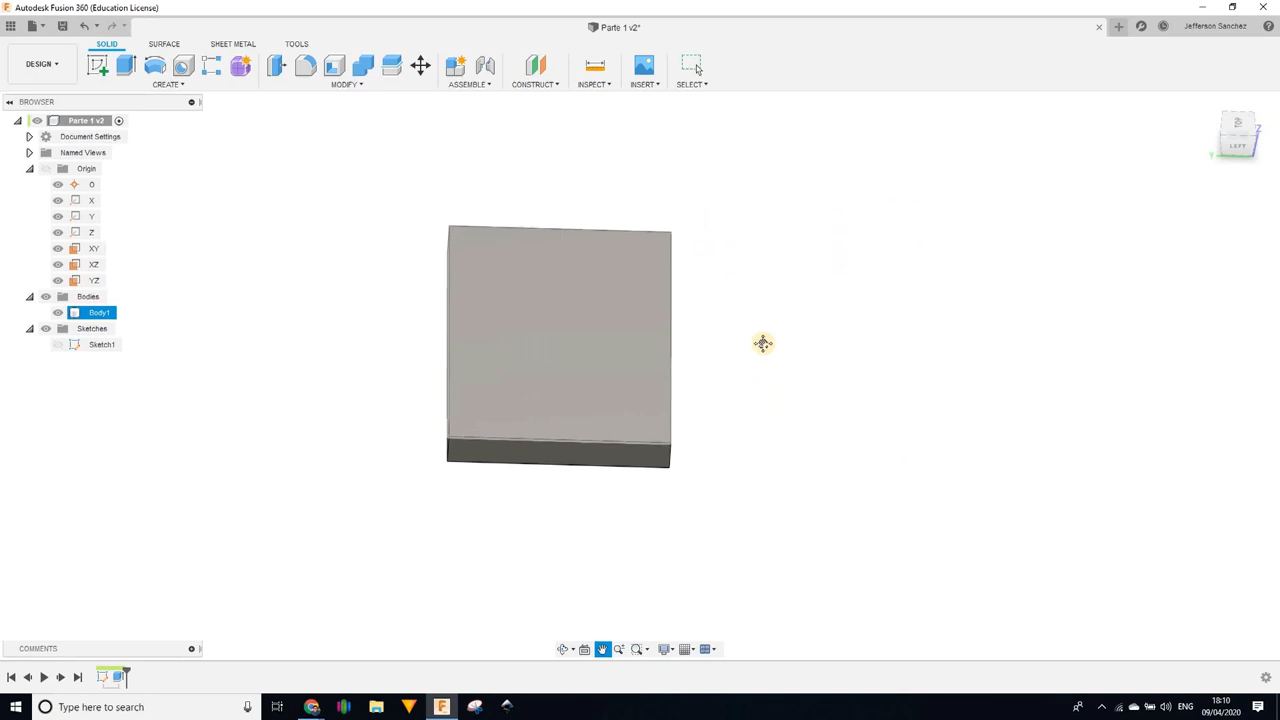 Autodesk Fusion 360 (Education License)
Parte 1 v2*
Jefferson Sanchez
DESIGN
SOLID
SURFACE
SHEET METAL
TOOLS
CREATE
MODIFY
ASSEMBLE
CONSTRUCT
INSPECT
INSERT
SELECT
BROWSER
Parte 1 v2
Document Settings
Named Views
Origin
O
X
Y
Z
XY
XZ
YZ
Bodies
Body1
Sketches
Sketch1
Z
LEFT
Y
COMMENTS
Type here to search
ENG
18:10
09/04/2020